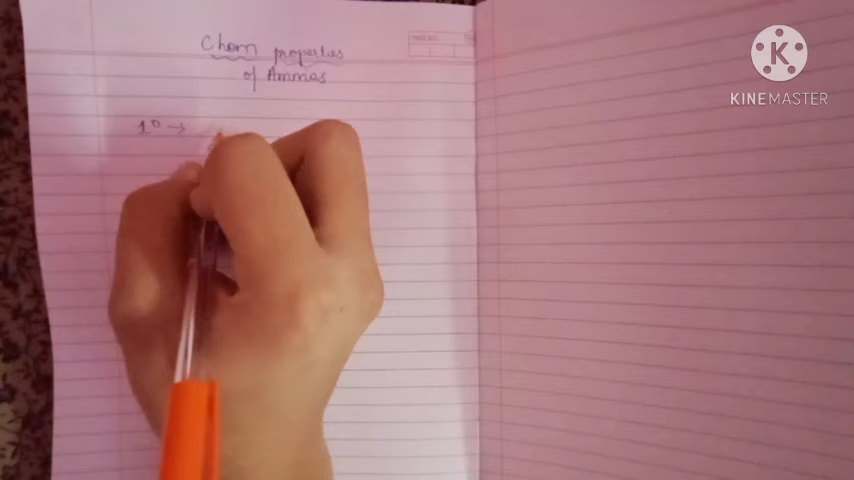 Chem properties
of Amines
1° →
K
KINEMASTER